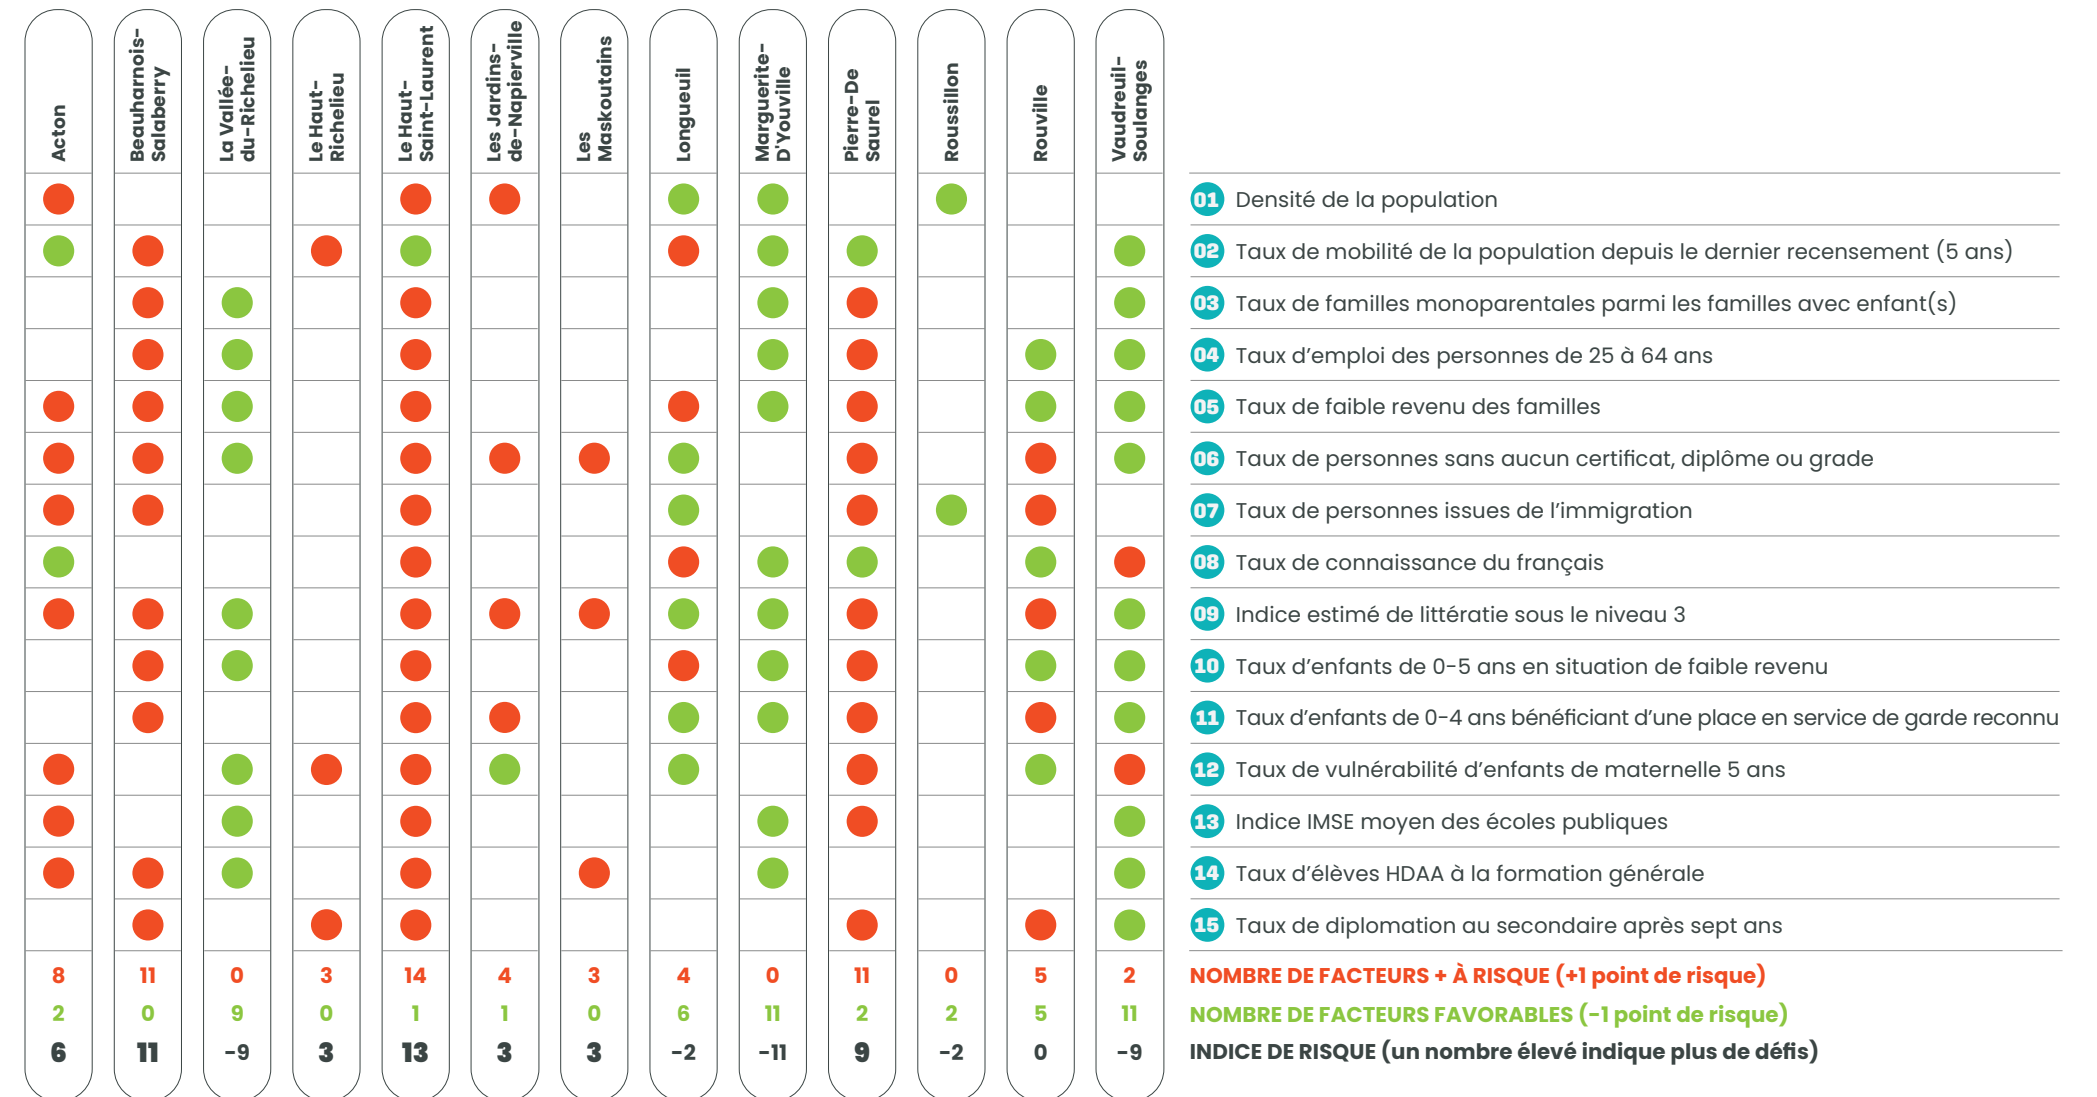 Acton
Beauharnois-
Salaberry
La Vallée-
du-Richelieu
Le Haut-
Richelieu
Le Haut-
Saint-Laurent
Les Jardins-
de-Napierville
Les
Maskoutains
Longueuil
Marguerite-
D'Youville
Pierre-De
Saurel
Roussillon
Rouville
Vaudreuil-
Soulanges
01 Densité de la population
02 Taux de mobilité de la population depuis le dernier recensement (5 ans)
03 Taux de familles monoparentales parmi les familles avec enfant(s)
04 Taux d’emploi des personnes de 25 à 64 ans
05 Taux de faible revenu des familles
06 Taux de personnes sans aucun certificat, diplôme ou grade
07 Taux de personnes issues de l’immigration
08 Taux de connaissance du français
09 Indice estimé de littératie sous le niveau 3
10 Taux d’enfants de 0-5 ans en situation de faible revenu
11 Taux d’enfants de 0-4 ans bénéficiant d’une place en service de garde reconnu
12 Taux de vulnérabilité d’enfants de maternelle 5 ans
13 Indice IMSE moyen des écoles publiques
14 Taux d’élèves HDAA à la formation générale
15 Taux de diplomation au secondaire après sept ans
8 11 0 3 14 4 3 4 0 11 0 5 2 NOMBRE DE FACTEURS + À RISQUE (+1 point de risque)
2 0 9 0 1 1 0 6 11 2 2 5 11 NOMBRE DE FACTEURS FAVORABLES (-1 point de risque)
6 11 -9 3 13 3 3 -2 -11 9 -2 0 -9 INDICE DE RISQUE (un nombre élevé indique plus de défis)